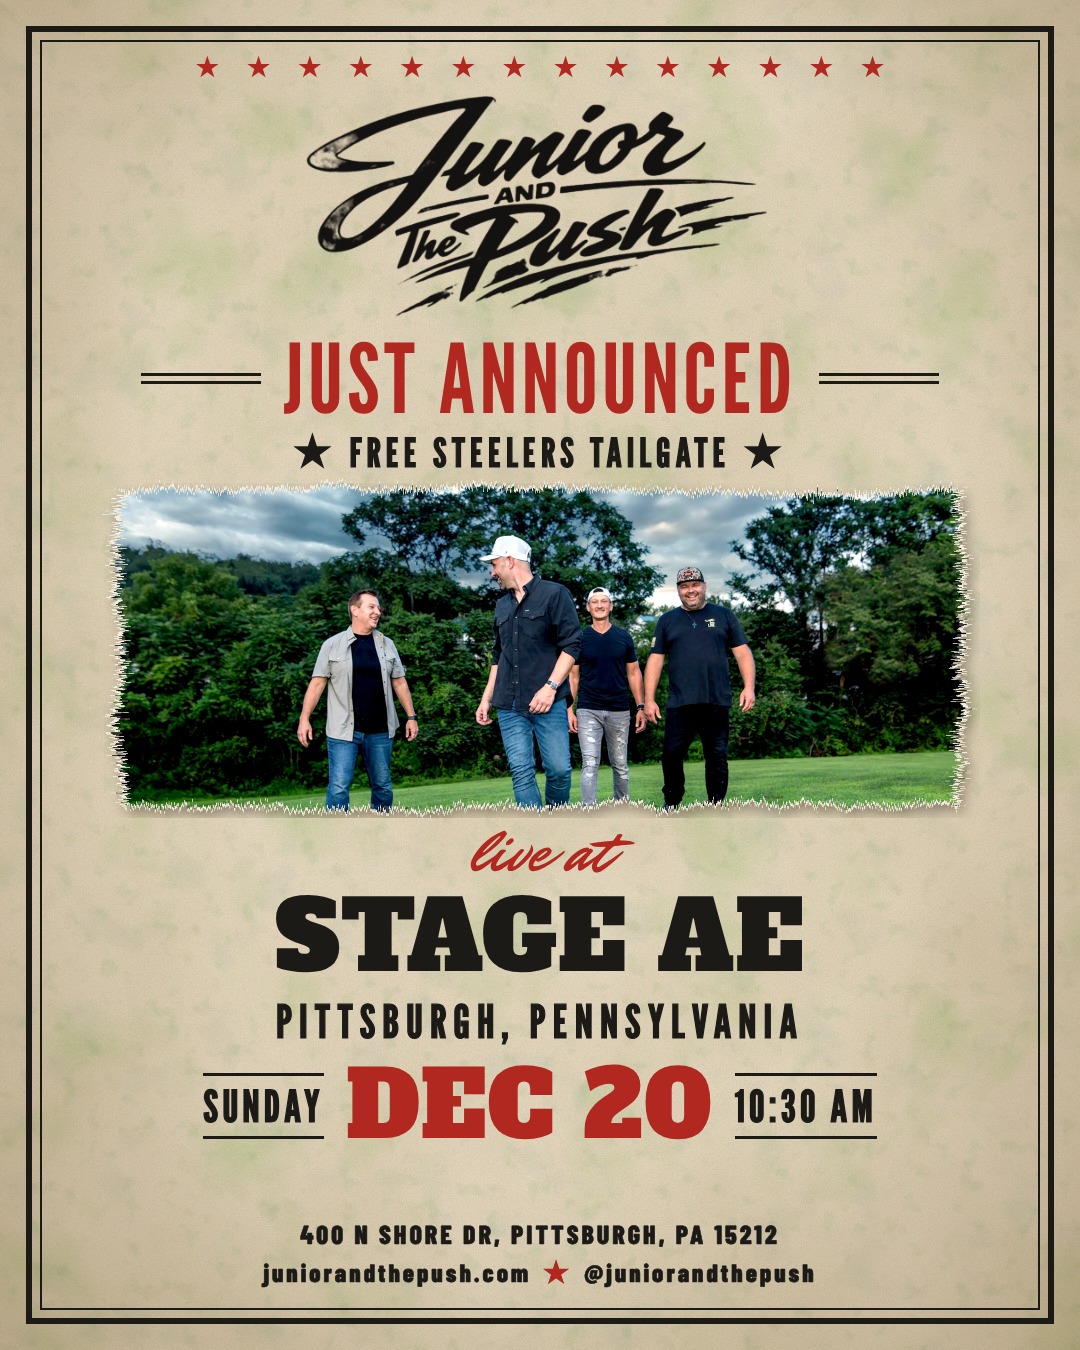 Junior
AND
The Push
JUST ANNOUNCED
★ FREE STEELERS TAILGATE ★
live at
STAGE AE
PITTSBURGH, PENNSYLVANIA
SUNDAY DEC 20 10:30 AM
400 N SHORE DR, PITTSBURGH, PA 15212
juniorandthepush.com ★ @juniorandthepush